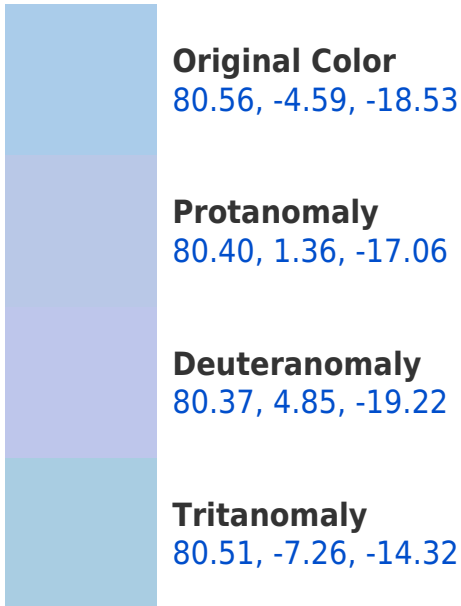 Original Color
80.56, -4.59, -18.53
Protanomaly
80.40, 1.36, -17.06
Deuteranomaly
80.37, 4.85, -19.22
Tritanomaly
80.51, -7.26, -14.32